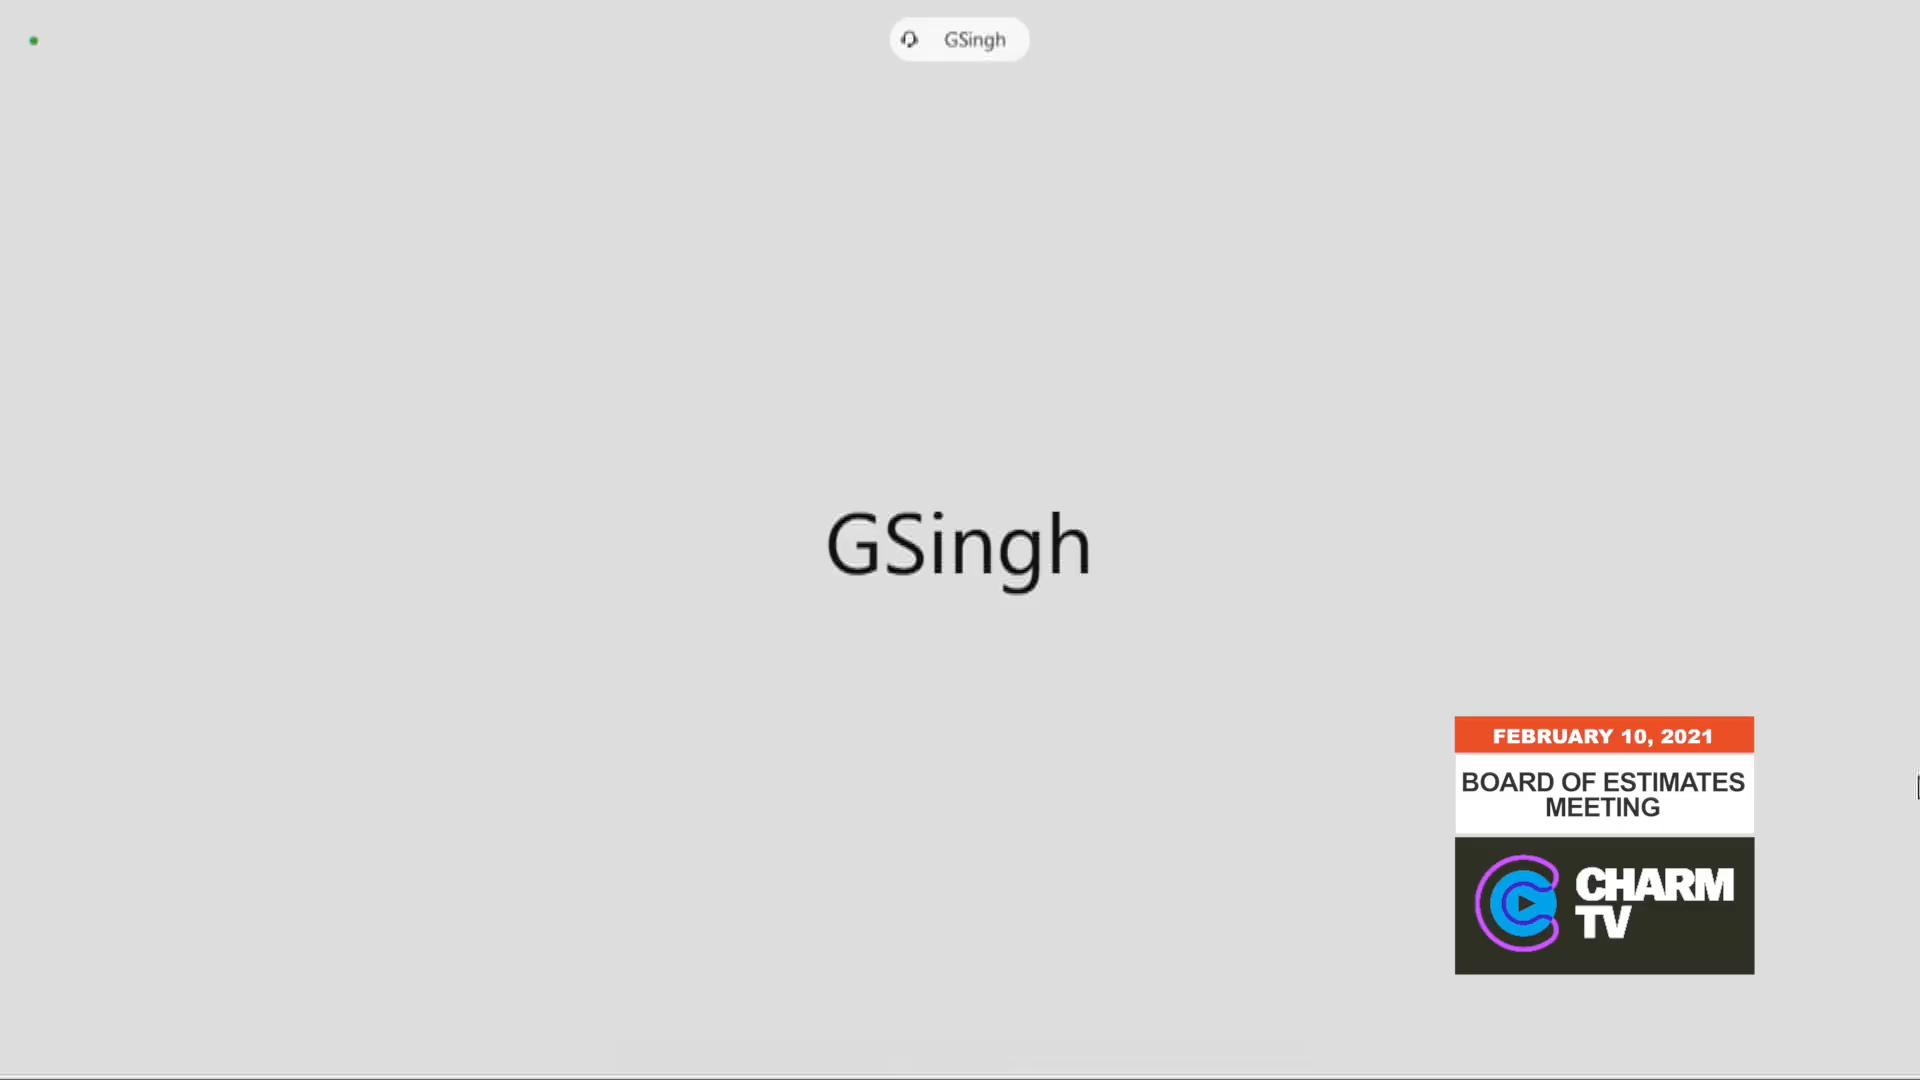 GSingh
GSingh
FEBRUARY 10, 2021
BOARD OF ESTIMATES
MEETING
CHARM
TV